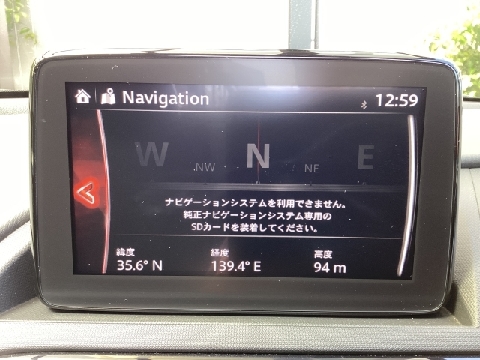 Navigation 12:59
W NW N NE E
ナビゲーションシステムを利用できません。
純正ナビゲーションシステム専用の
SDカードを装着してください。
緯度 経度 高度
35.6° N 139.4° E 94 m